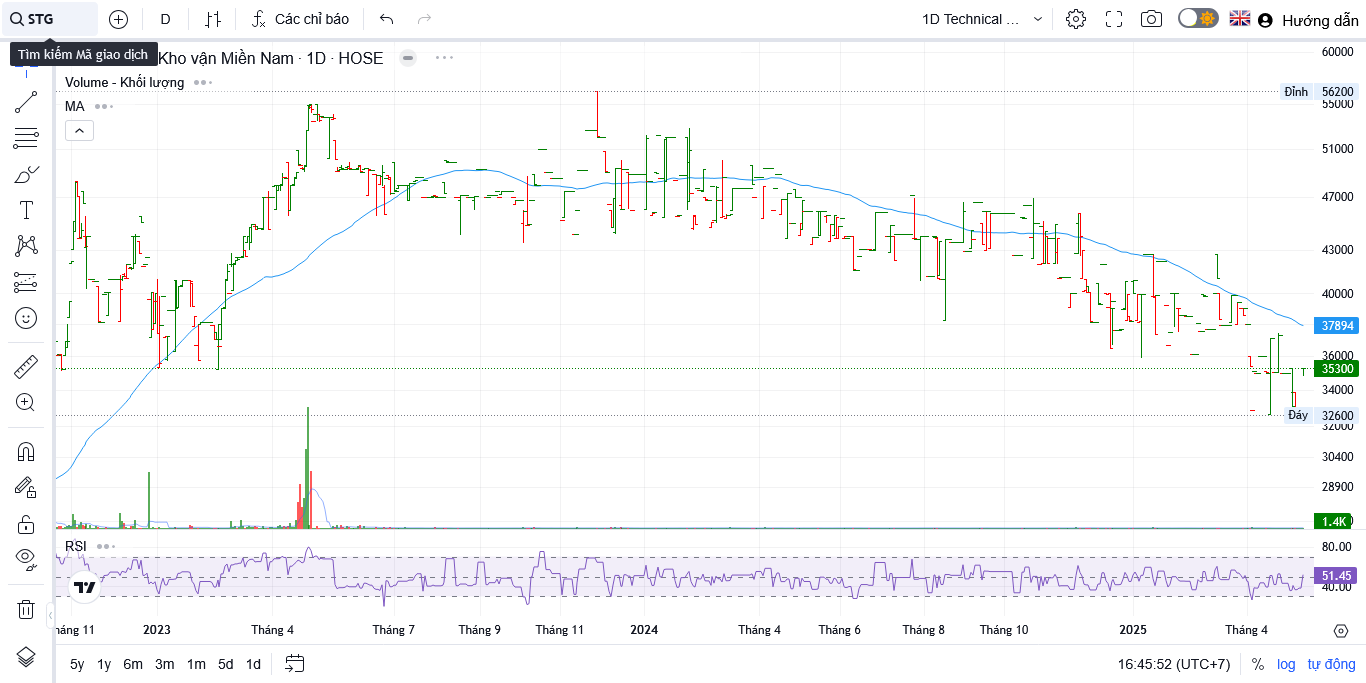 STG
D
Các chỉ báo
1D Technical ...
Hướng dẫn
Tìm kiếm Mã giao dịch
Kho vận Miền Nam · 1D · HOSE
Volume - Khối lượng
MA
60000
Đỉnh 56200
55000
51000
47000
43000
40000
37894
36000
35300
34000
Đáy 32600
32000
30400
28900
1.4K
RSI
80.00
51.45
40.00
háng 11 2023 Tháng 4 Tháng 7 Tháng 9 Tháng 11 2024 Tháng 4 Tháng 6 Tháng 8 Tháng 10 2025 Tháng 4
5y 1y 6m 3m 1m 5d 1d
16:45:52 (UTC+7) % log tự động